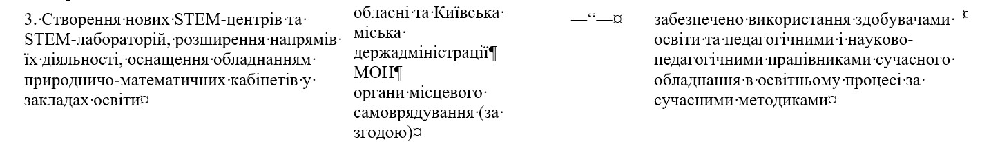 3. Створення нових STEM-центрів та
STEM-лабораторій, розширення напрямів
їх діяльності, оснащення обладнанням
природничо-математичних кабінетів у
закладах освіти¤
обласні та Київська
міська
держадміністрації¶
МОН¶
органи місцевого
самоврядування (за
згодою)¤
—“—¤
забезпечено використання здобувачами
освіти та педагогічними і науково-
педагогічними працівниками сучасного
обладнання в освітньому процесі за
сучасними методиками¤
¤